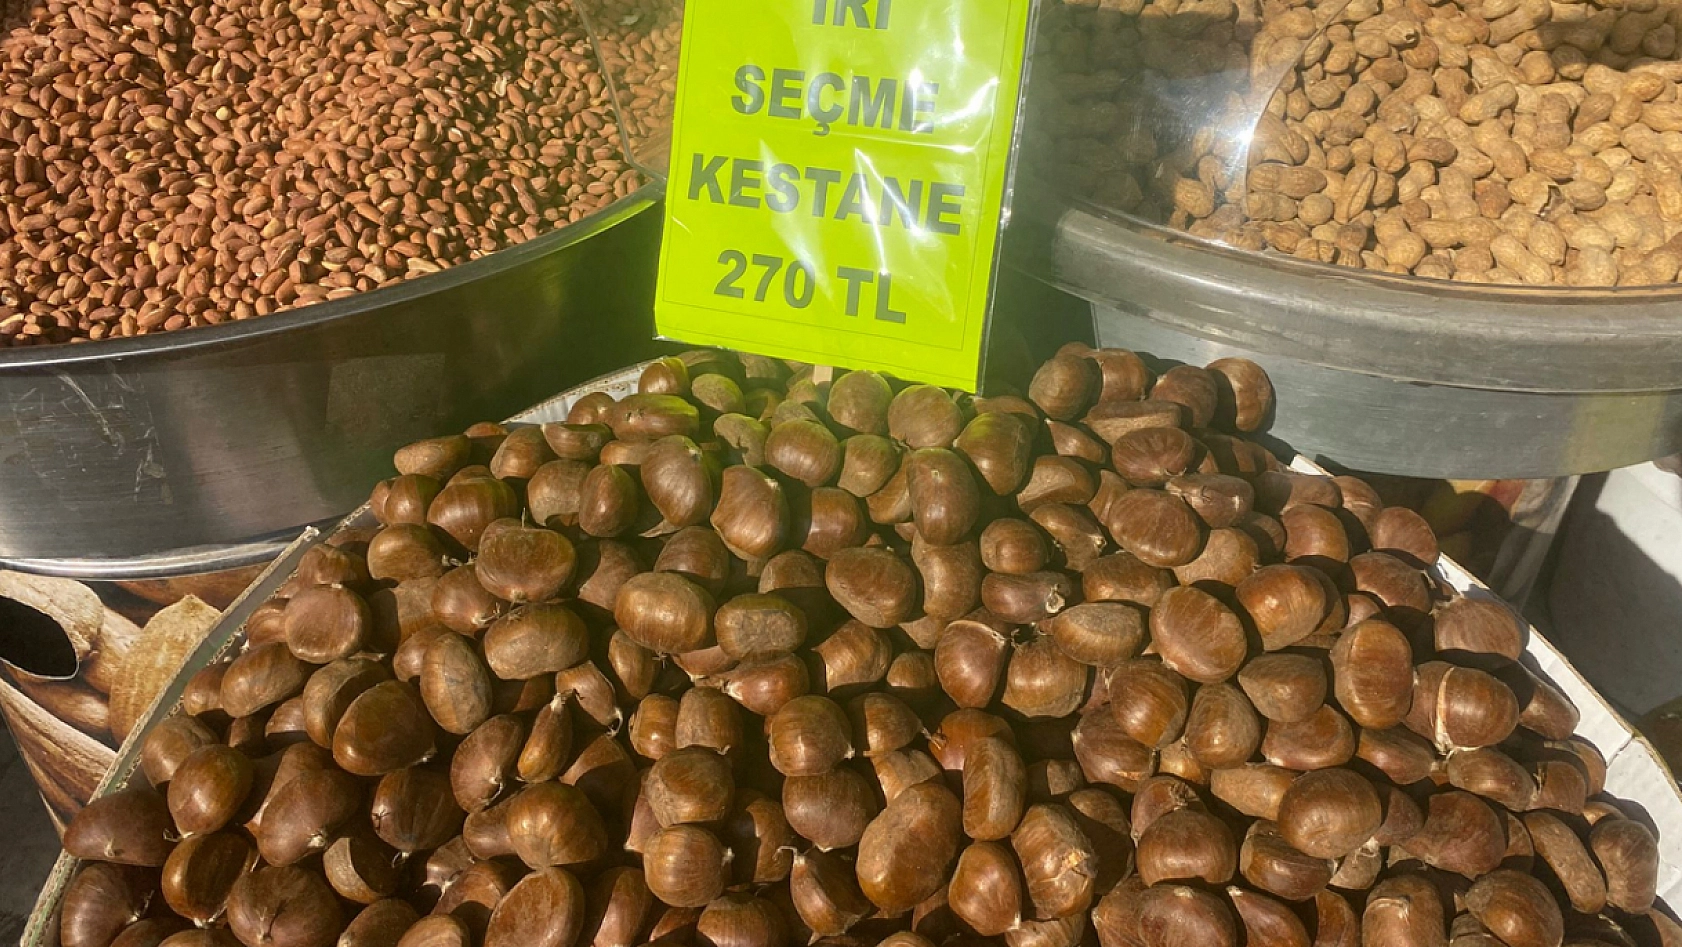 İRİ
SEÇME
KESTANE
270 TL